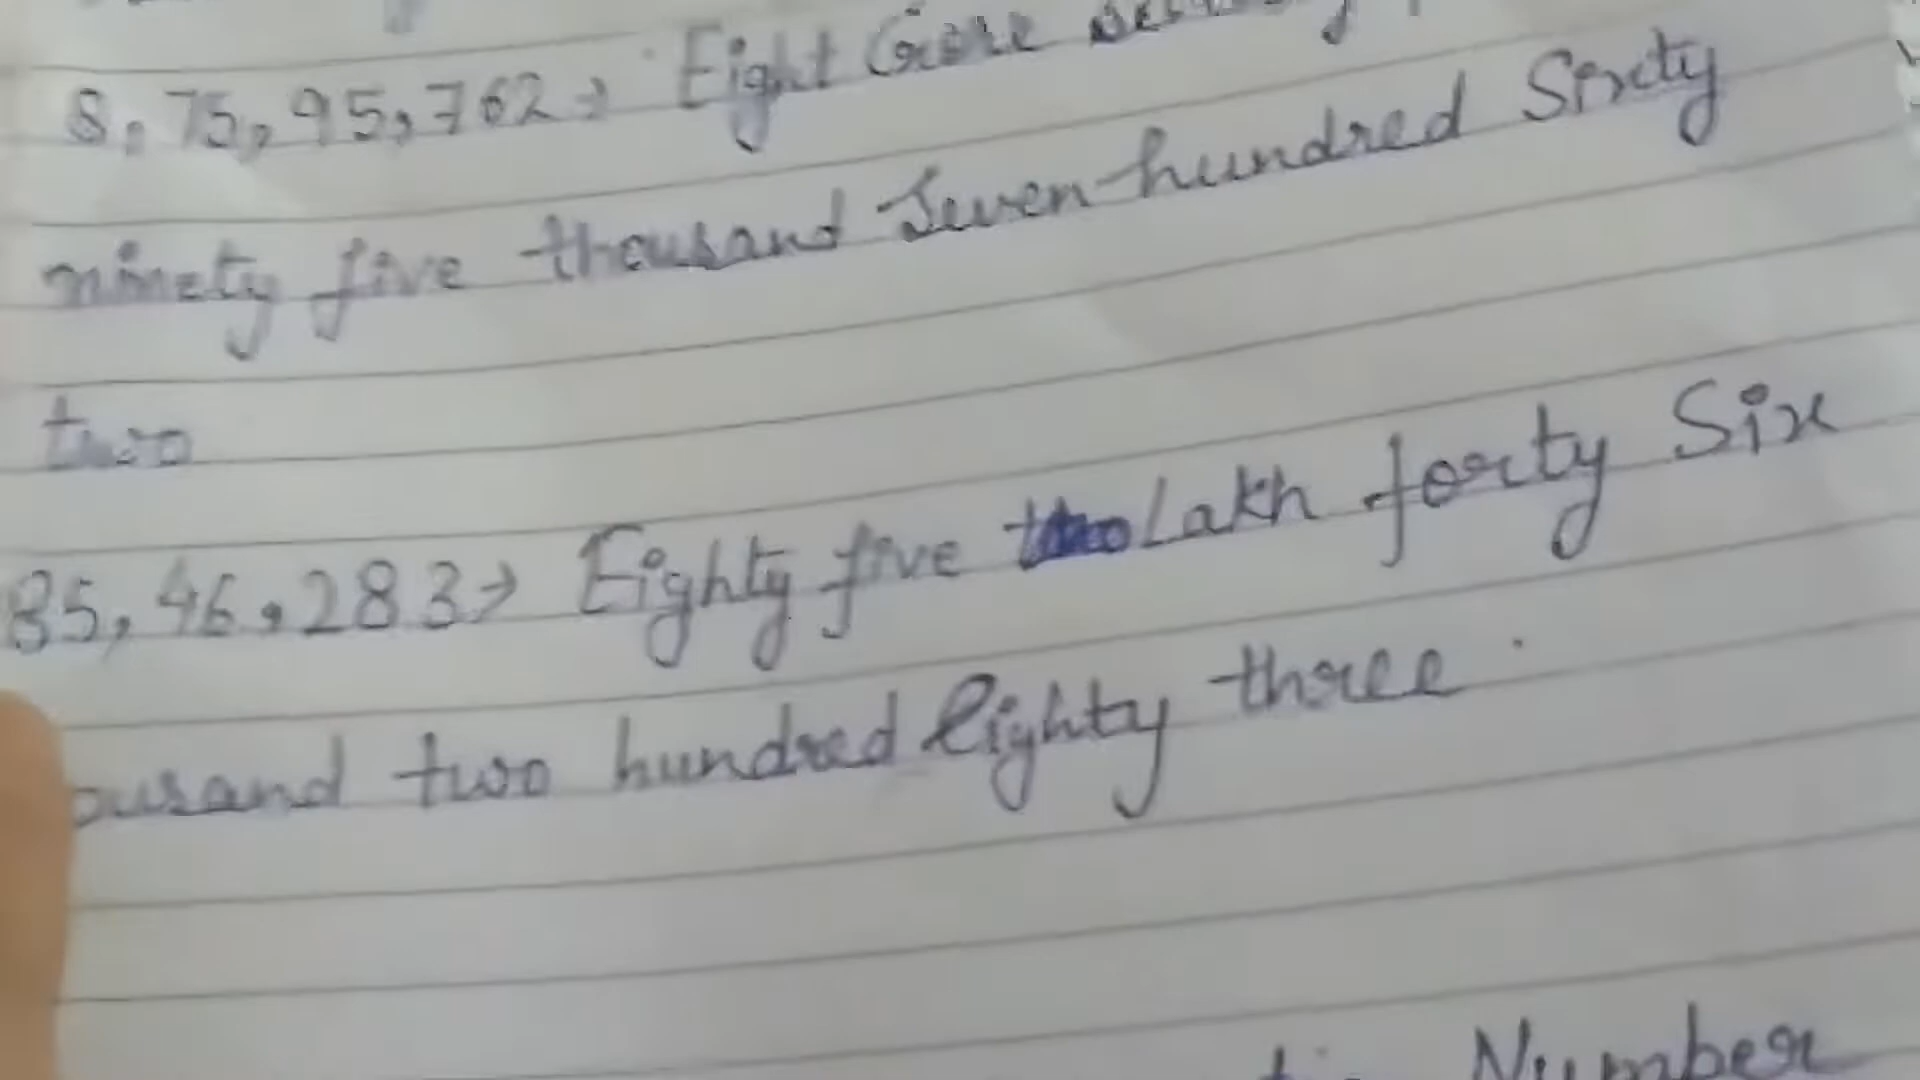 8,75,95,762→ Eight Crore
ninety five thousand Seven hundred Sixty
two
85,46,283→ Eighty five Lakh forty Six
ousand two hundred Eighty three.
Number